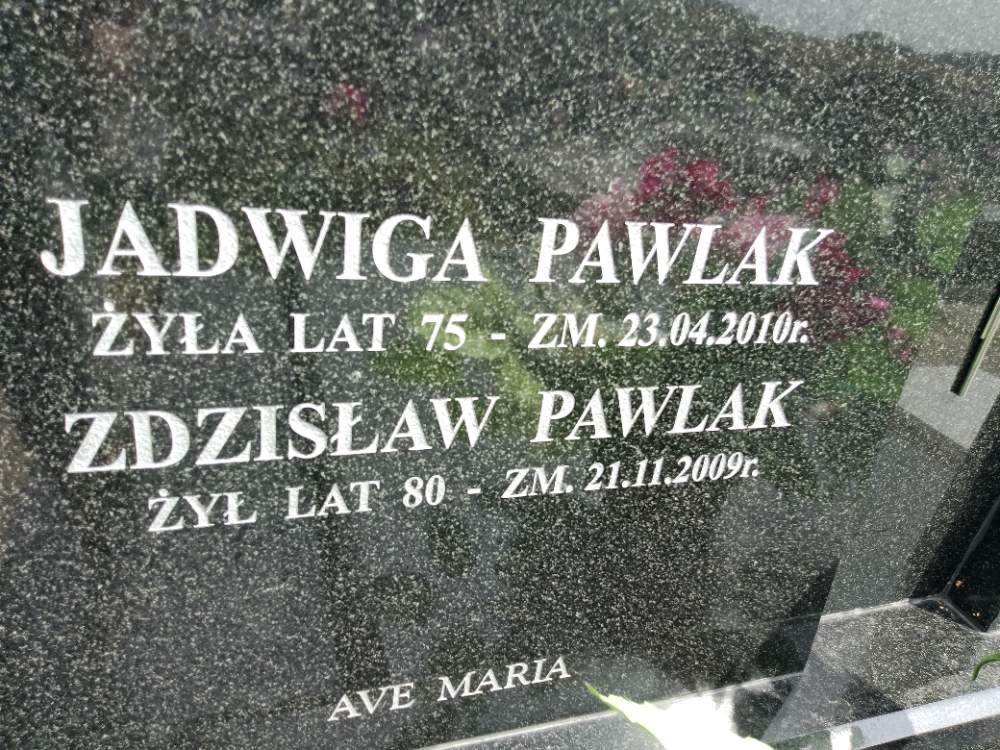 JADWIGA PAWLAK
ŻYŁA LAT 75 - ZM. 23.04.2010r.
ZDZISŁAW PAWLAK
ŻYŁ LAT 80 - ZM. 21.11.2009r.
AVE MARIA